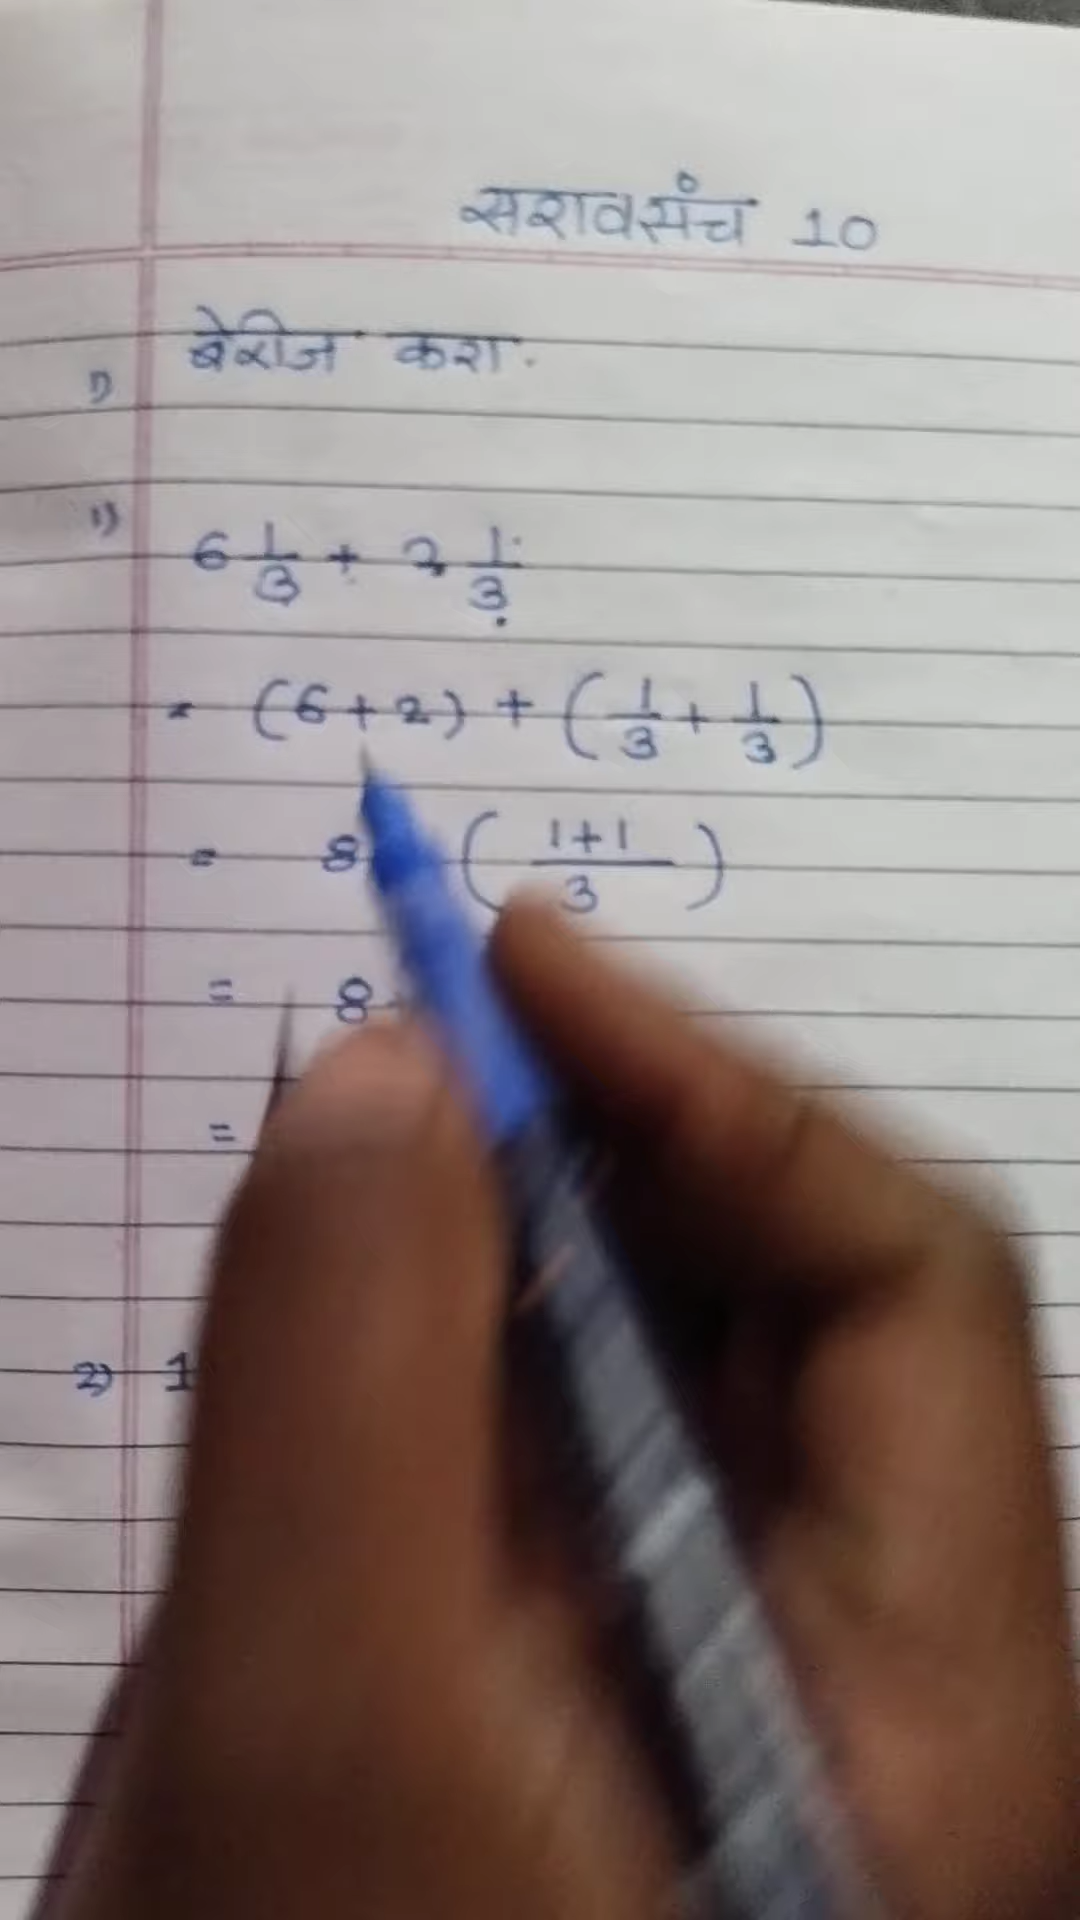 सरावसंच 10
1) बेरीज करा.
1) 6 1/3 + 2 1/3
= (6+2) + (1/3 + 1/3)
= 8 ( 1+1/3 )
= 8
=
2) 1